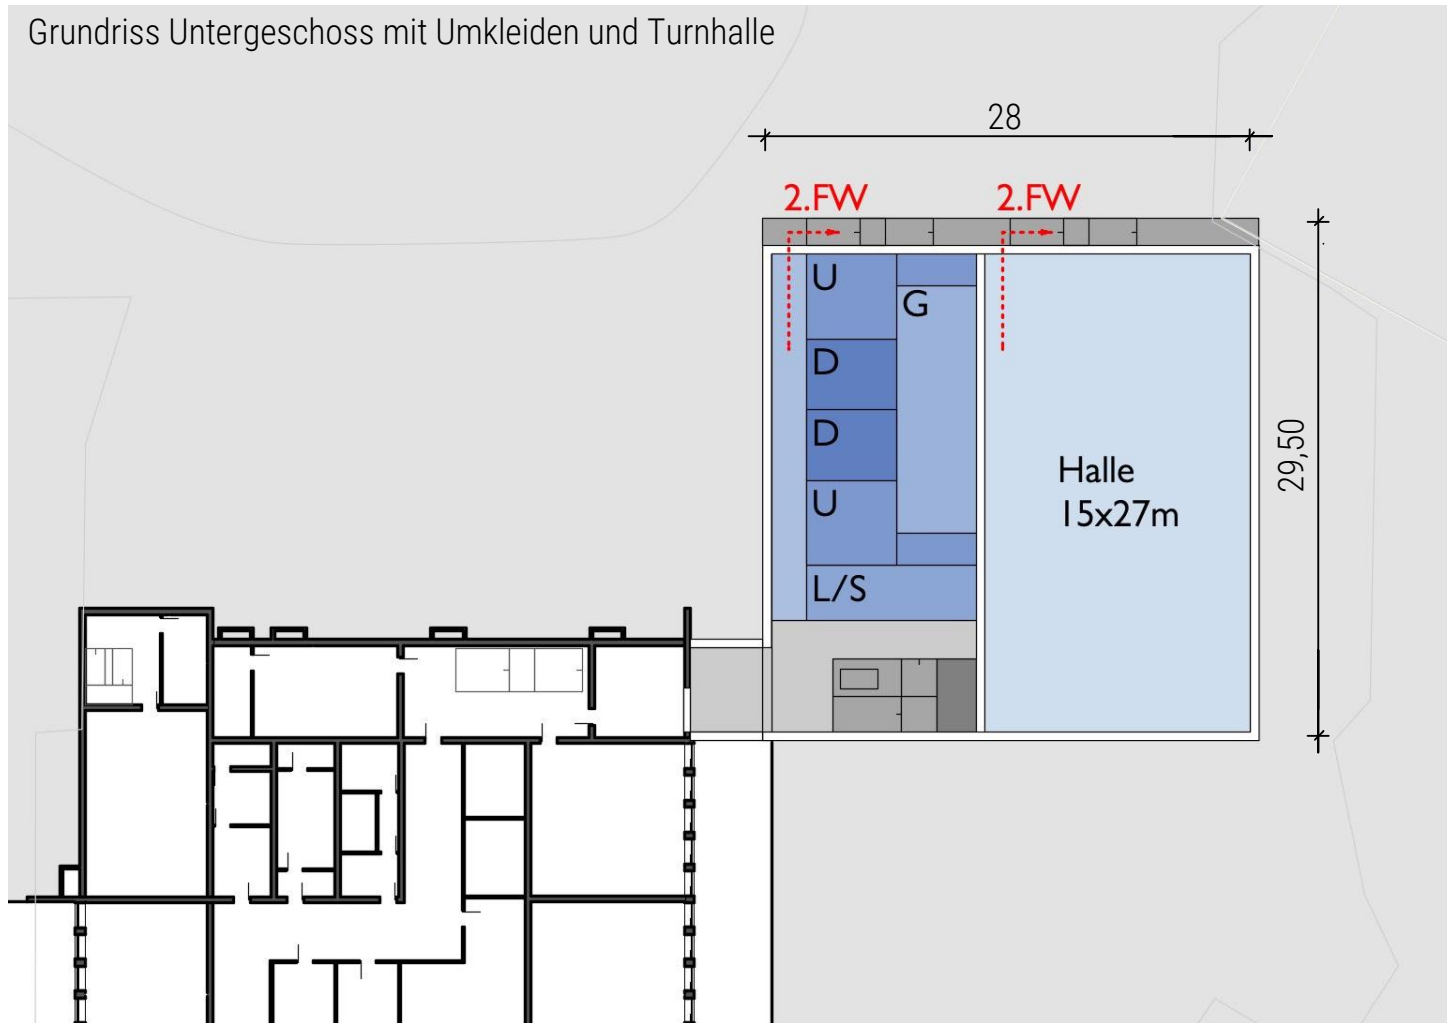 Grundriss Untergeschoss mit Umkleiden und Turnhalle
28
2.FW
2.FW
U
G
D
D
U
L/S
Halle
15x27m
29,50